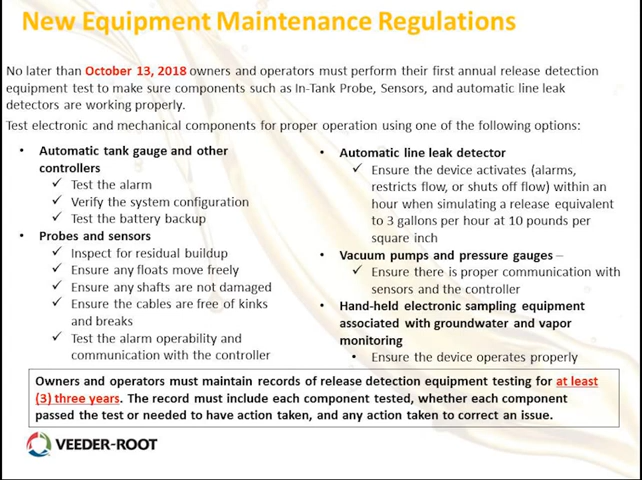 New Equipment Maintenance Regulations
No later than October 13, 2018 owners and operators must perform their first annual release detection
equipment test to make sure components such as In-Tank Probe, Sensors, and automatic line leak
detectors are working properly.
Test electronic and mechanical components for proper operation using one of the following options:
• Automatic tank gauge and other
controllers
✓ Test the alarm
✓ Verify the system configuration
✓ Test the battery backup
• Probes and sensors
✓ Inspect for residual buildup
✓ Ensure any floats move freely
✓ Ensure any shafts are not damaged
✓ Ensure the cables are free of kinks
and breaks
✓ Test the alarm operability and
communication with the controller
• Automatic line leak detector
✓ Ensure the device activates (alarms,
restricts flow, or shuts off flow) within an
hour when simulating a release equivalent
to 3 gallons per hour at 10 pounds per
square inch
• Vacuum pumps and pressure gauges –
✓ Ensure there is proper communication with
sensors and the controller
• Hand-held electronic sampling equipment
associated with groundwater and vapor
monitoring
• Ensure the device operates properly
Owners and operators must maintain records of release detection equipment testing for at least
(3) three years. The record must include each component tested, whether each component
passed the test or needed to have action taken, and any action taken to correct an issue.
VEEDER-ROOT